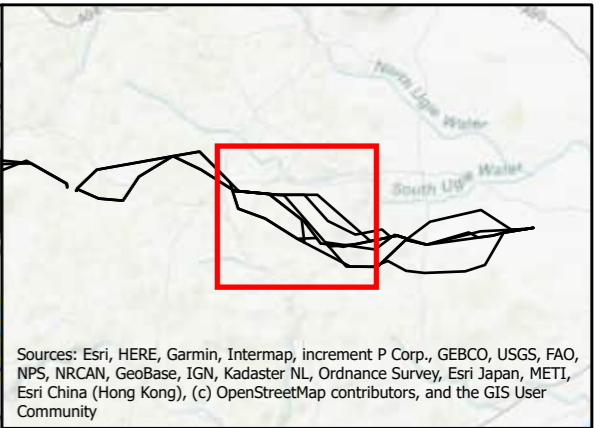 North Ugie Water
South Ugie Water
Sources: Esri, HERE, Garmin, Intermap, increment P Corp., GEBCO, USGS, FAO,
NPS, NRCAN, GeoBase, IGN, Kadaster NL, Ordnance Survey, Esri Japan, METI,
Esri China (Hong Kong), (c) OpenStreetMap contributors, and the GIS User
Community